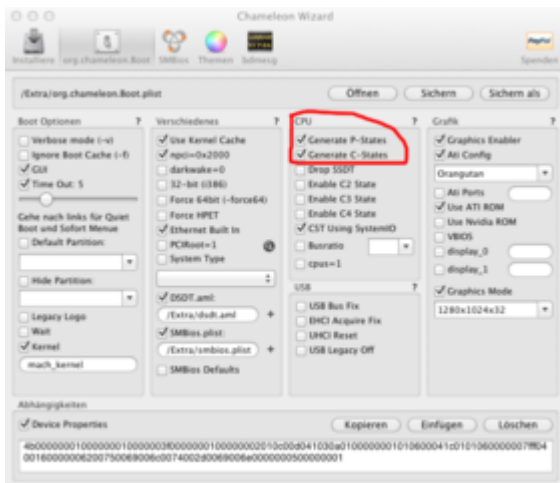 Chameleon Wizard
Installiere
org.chameleon.Boot
SMBios
Themen
bdmesg
PayPal
Spenden
/Extra/org.chameleon.Boot.plist
Öffnen
Sichern
Sichern als
Boot Optionen ?
Verbose mode (-v)
Ignore Boot Cache (-f)
GUI
Time Out: 5
Gehe nach links für Quiet
Boot und Sofort Menue
Default Partition:
Hide Partition:
Legacy Logo
Wait
Kernel
mach_kernel
Verschiedenes ?
Use Kernel Cache
npci=0x2000
darkwake=0
32-bit (i386)
Force 64bit (-force64)
Force HPET
Ethernet Built In
PCIRoot=1
System Type
DSDT.aml:
/Extra/dsdt.aml +
SMBios.plist:
/Extra/smbios.plist +
SMBios Defaults
CPU ?
Generate P-States
Generate C-States
Drop SSDT
Enable C2 State
Enable C3 State
Enable C4 State
CST Using SystemIO
Busratio
cpus=1
USB ?
USB Bus Fix
EHCI Acquire Fix
UHCI Reset
USB Legacy Off
Grafik ?
Graphics Enabler
Ati Config
Orangutan
Ati Ports
Use ATI ROM
Use Nvidia ROM
VBIOS
display_0
display_1
Graphics Mode
1280x1024x32
Abhängigkeiten
Device Properties
Kopieren
Einfügen
Löschen